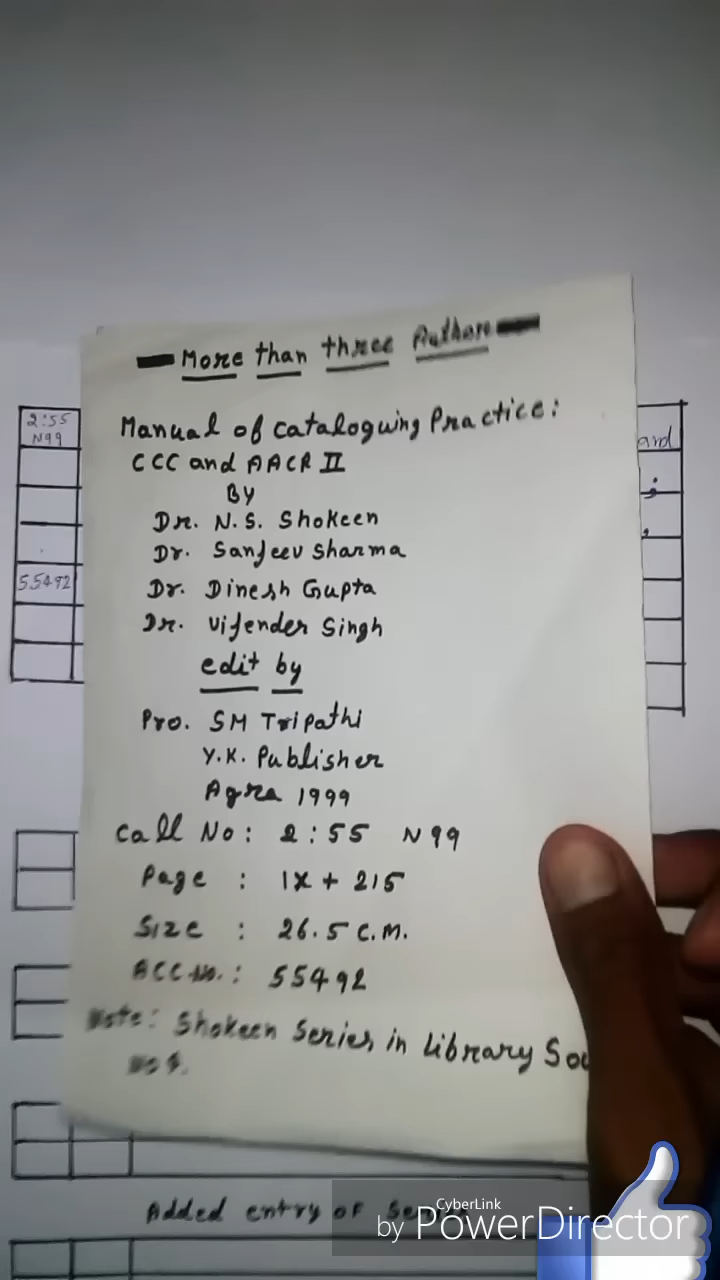 More than three Authors
Manual of Cataloguing Practice:
CCC and AACR II
By
Dr. N.S. Shokeen
Dr. Sanjeev Sharma
Dr. Dinesh Gupta
Dr. Vijender Singh
edit by
Pro. SM Tripathi
Y.K. Publisher
Agra 1999
Call No: 2:55 N99
Page : IX + 215
Size : 26.5 C.M.
ACC No.: 55492
Note: Shokeen Series in Library Sou
2:55
N99
55492
ard
;
,
Added entry of
CyberLink
by PowerDirector